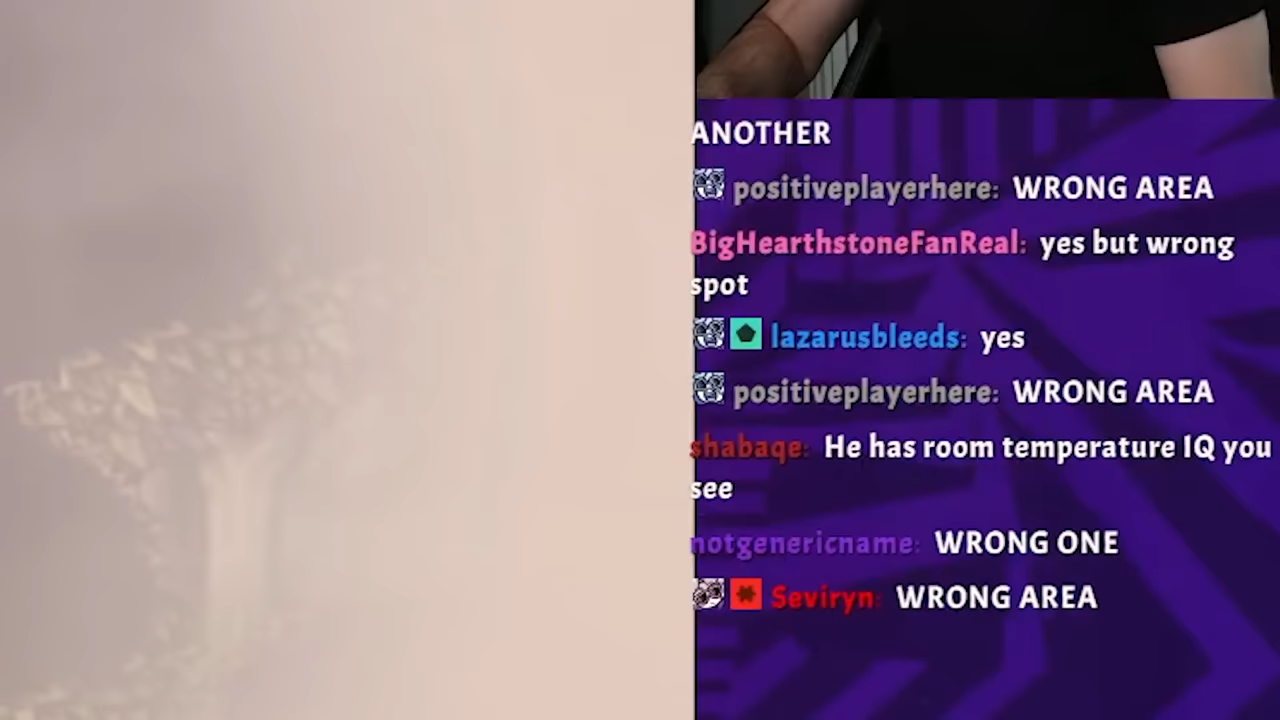 ANOTHER
positiveplayerhere: WRONG AREA
BigHearthstoneFanReal: yes but wrong
spot
lazarusbleeds: yes
positiveplayerhere: WRONG AREA
shabaqe: He has room temperature IQ you
see
notgenericname: WRONG ONE
Seviryn: WRONG AREA